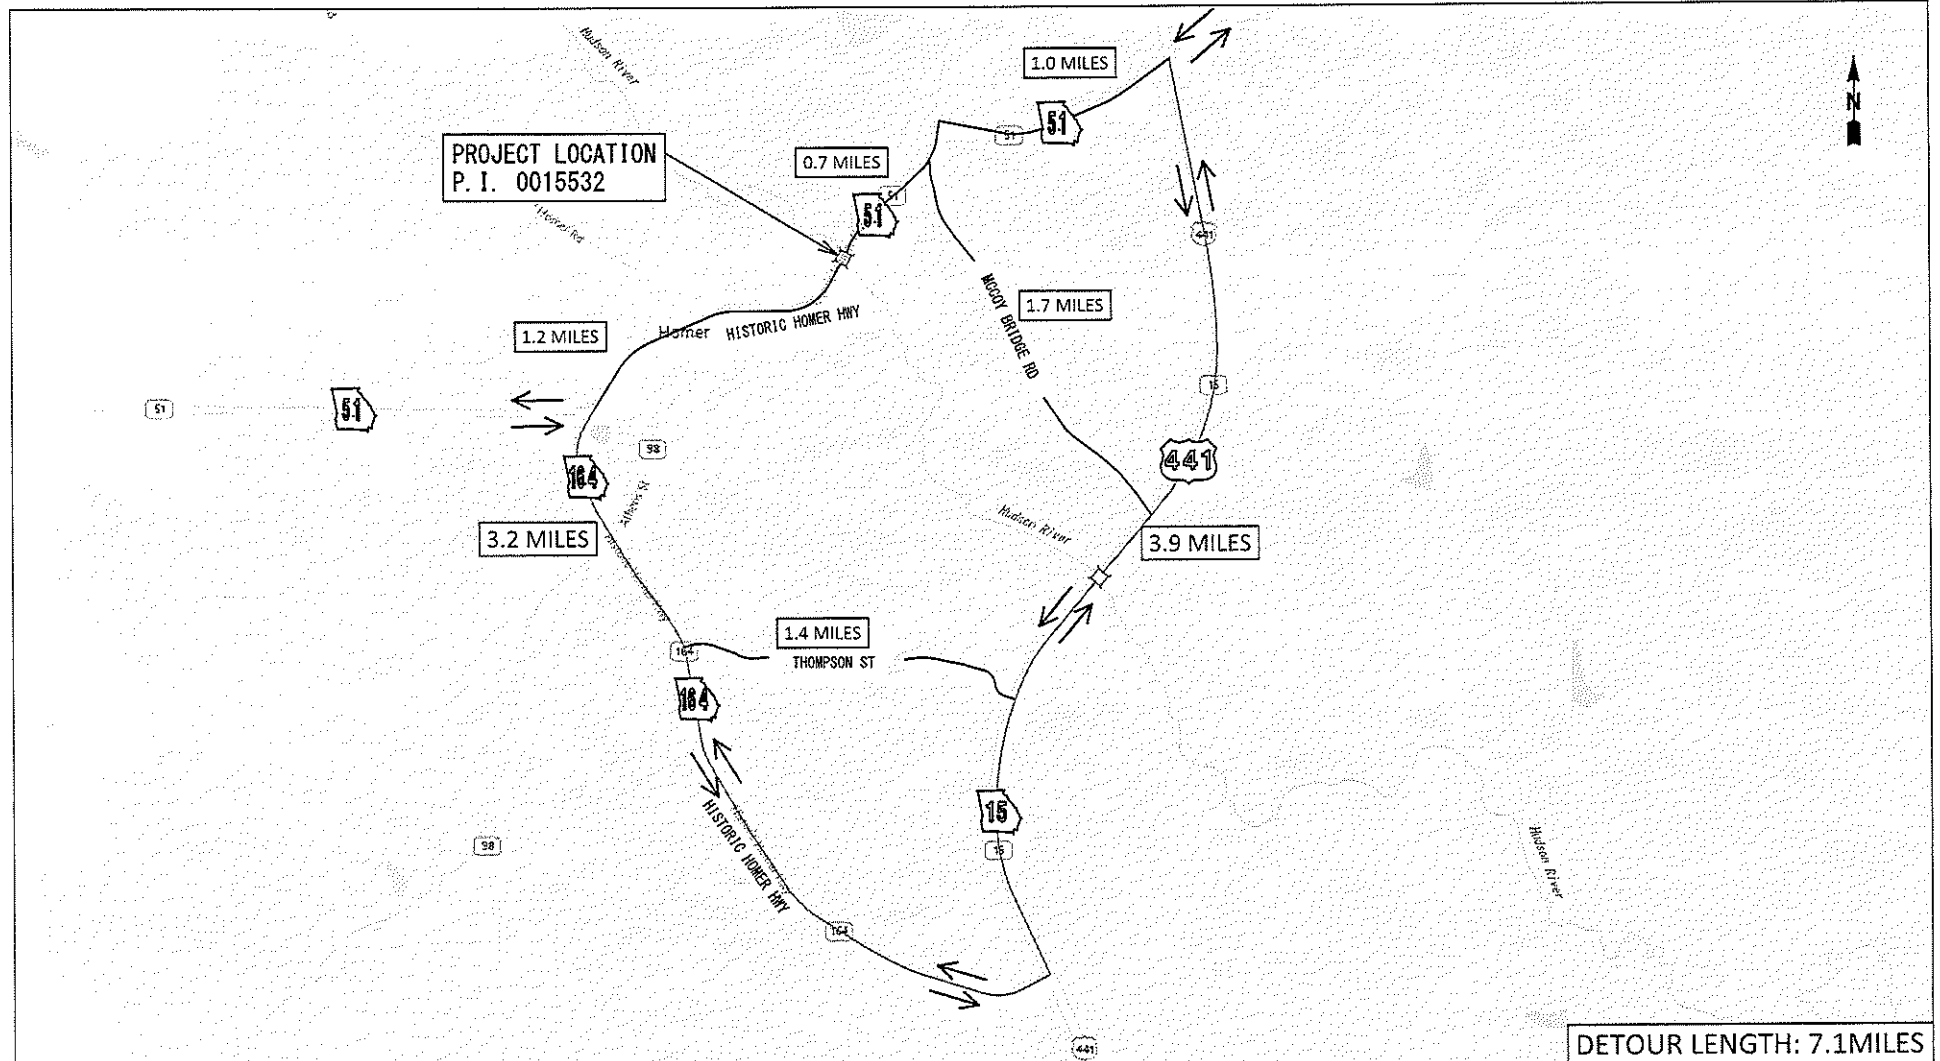 Hudson River
1.0 MILES
N
51
51
PROJECT LOCATION
P. I. 0015532
0.7 MILES
51
51
441
1.7 MILES
MCCOY BRIDGE RD
1.2 MILES
Homer
HISTORIC HOMER HWY
15
51
51
98
441
164
Athens St
Hudson River
3.2 MILES
3.9 MILES
1.4 MILES
THOMPSON ST
164
164
15
15
HISTORIC HOMER HWY
98
Hudson River
164
441
DETOUR LENGTH: 7.1MILES